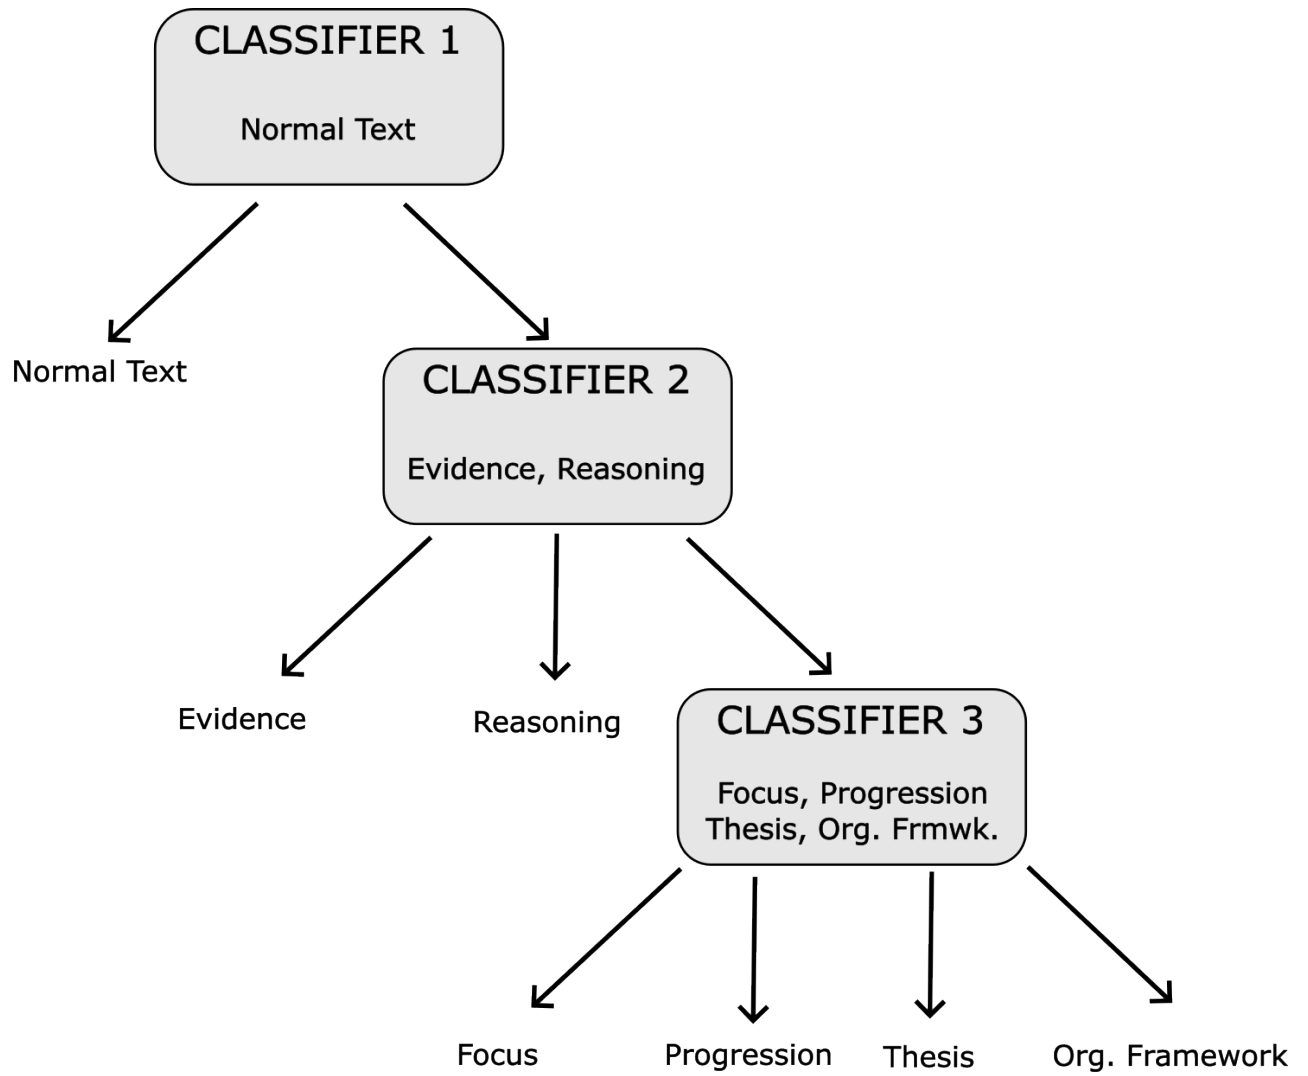 CLASSIFIER 1
Normal Text
Normal Text
CLASSIFIER 2
Evidence, Reasoning
Evidence
Reasoning
CLASSIFIER 3
Focus, Progression
Thesis, Org. Frmwk.
Focus
Progression
Thesis
Org. Framework